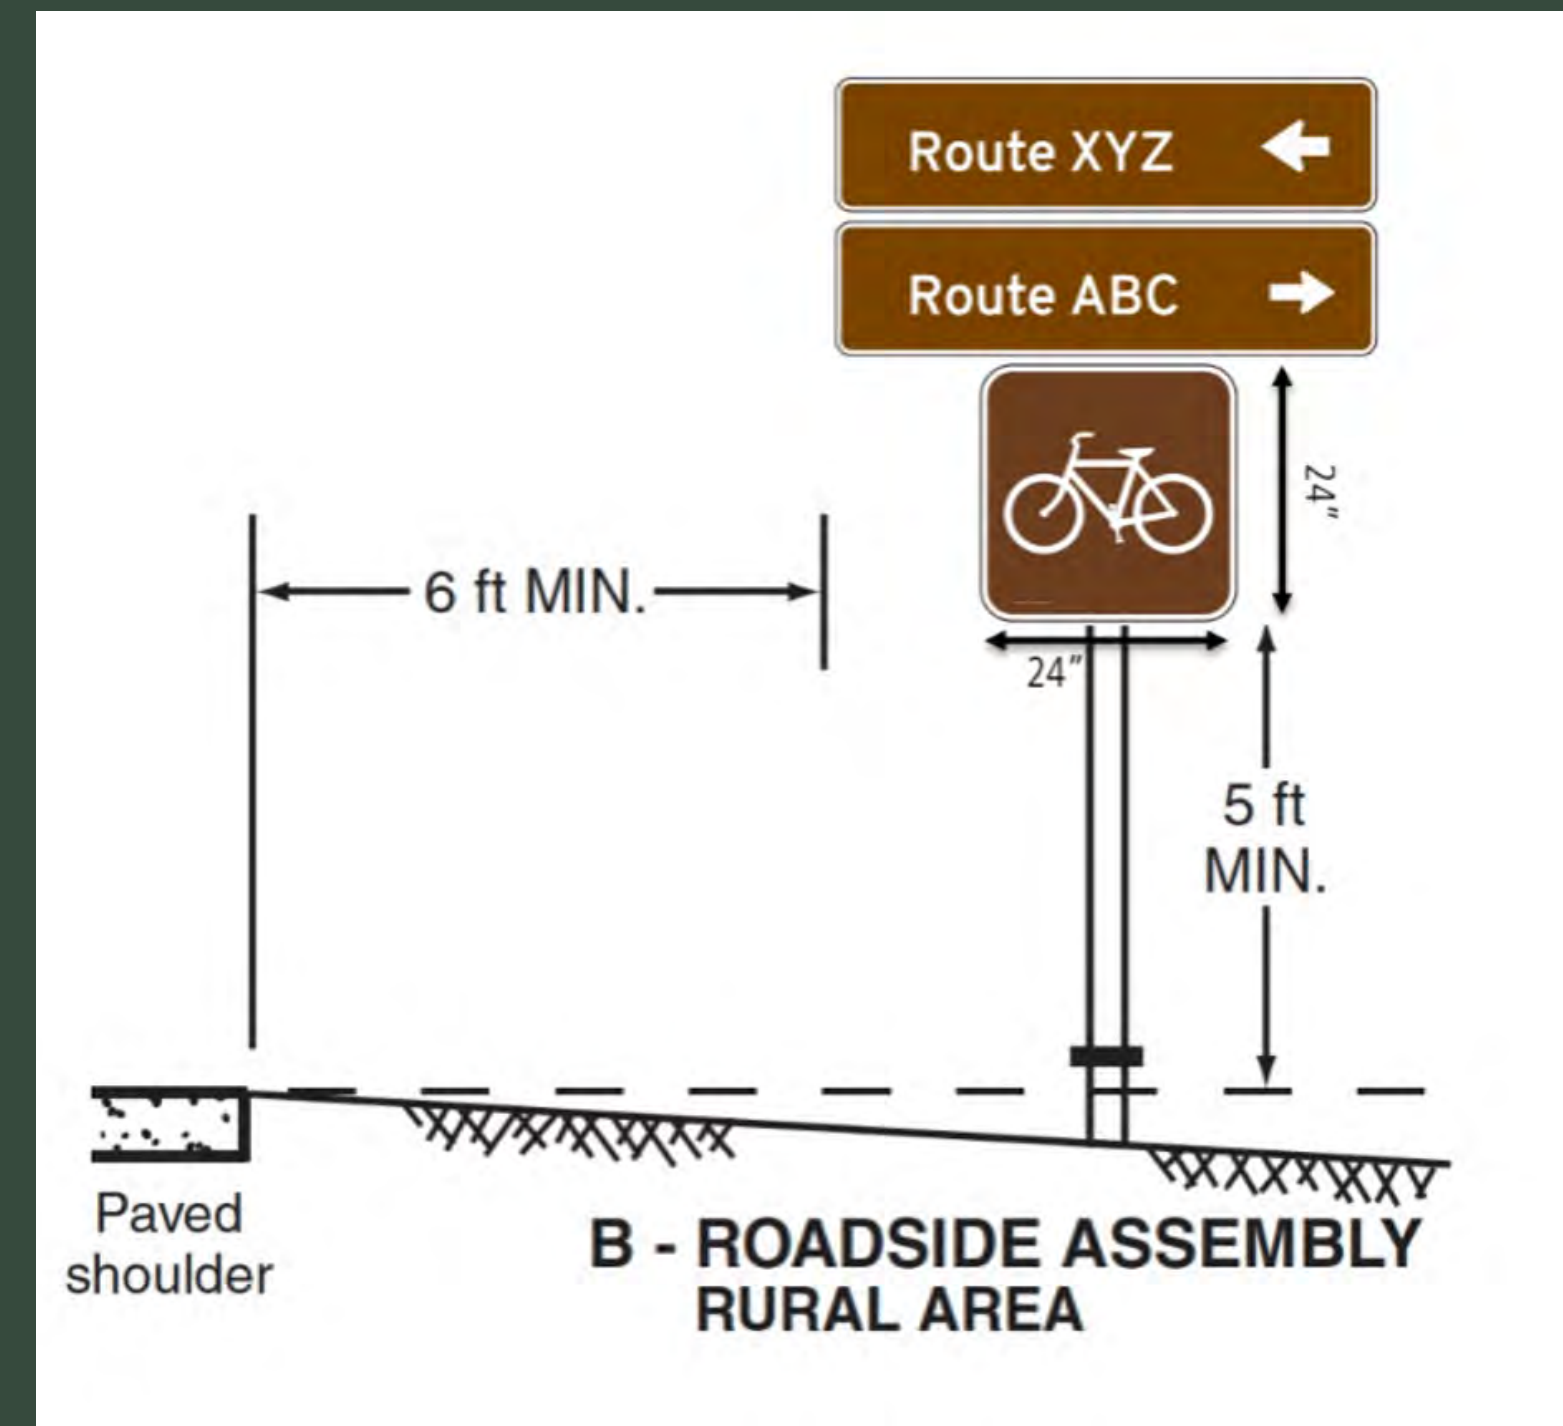 Route XYZ
Route ABC
24"
6 ft MIN.
24"
5 ft
MIN.
Paved
shoulder
B - ROADSIDE ASSEMBLY
RURAL AREA